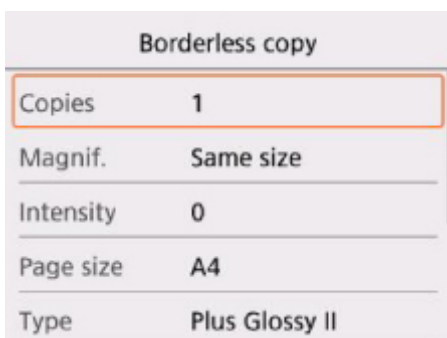 Borderless copy
Copies 1
Magnif. Same size
Intensity 0
Page size A4
Type Plus Glossy II